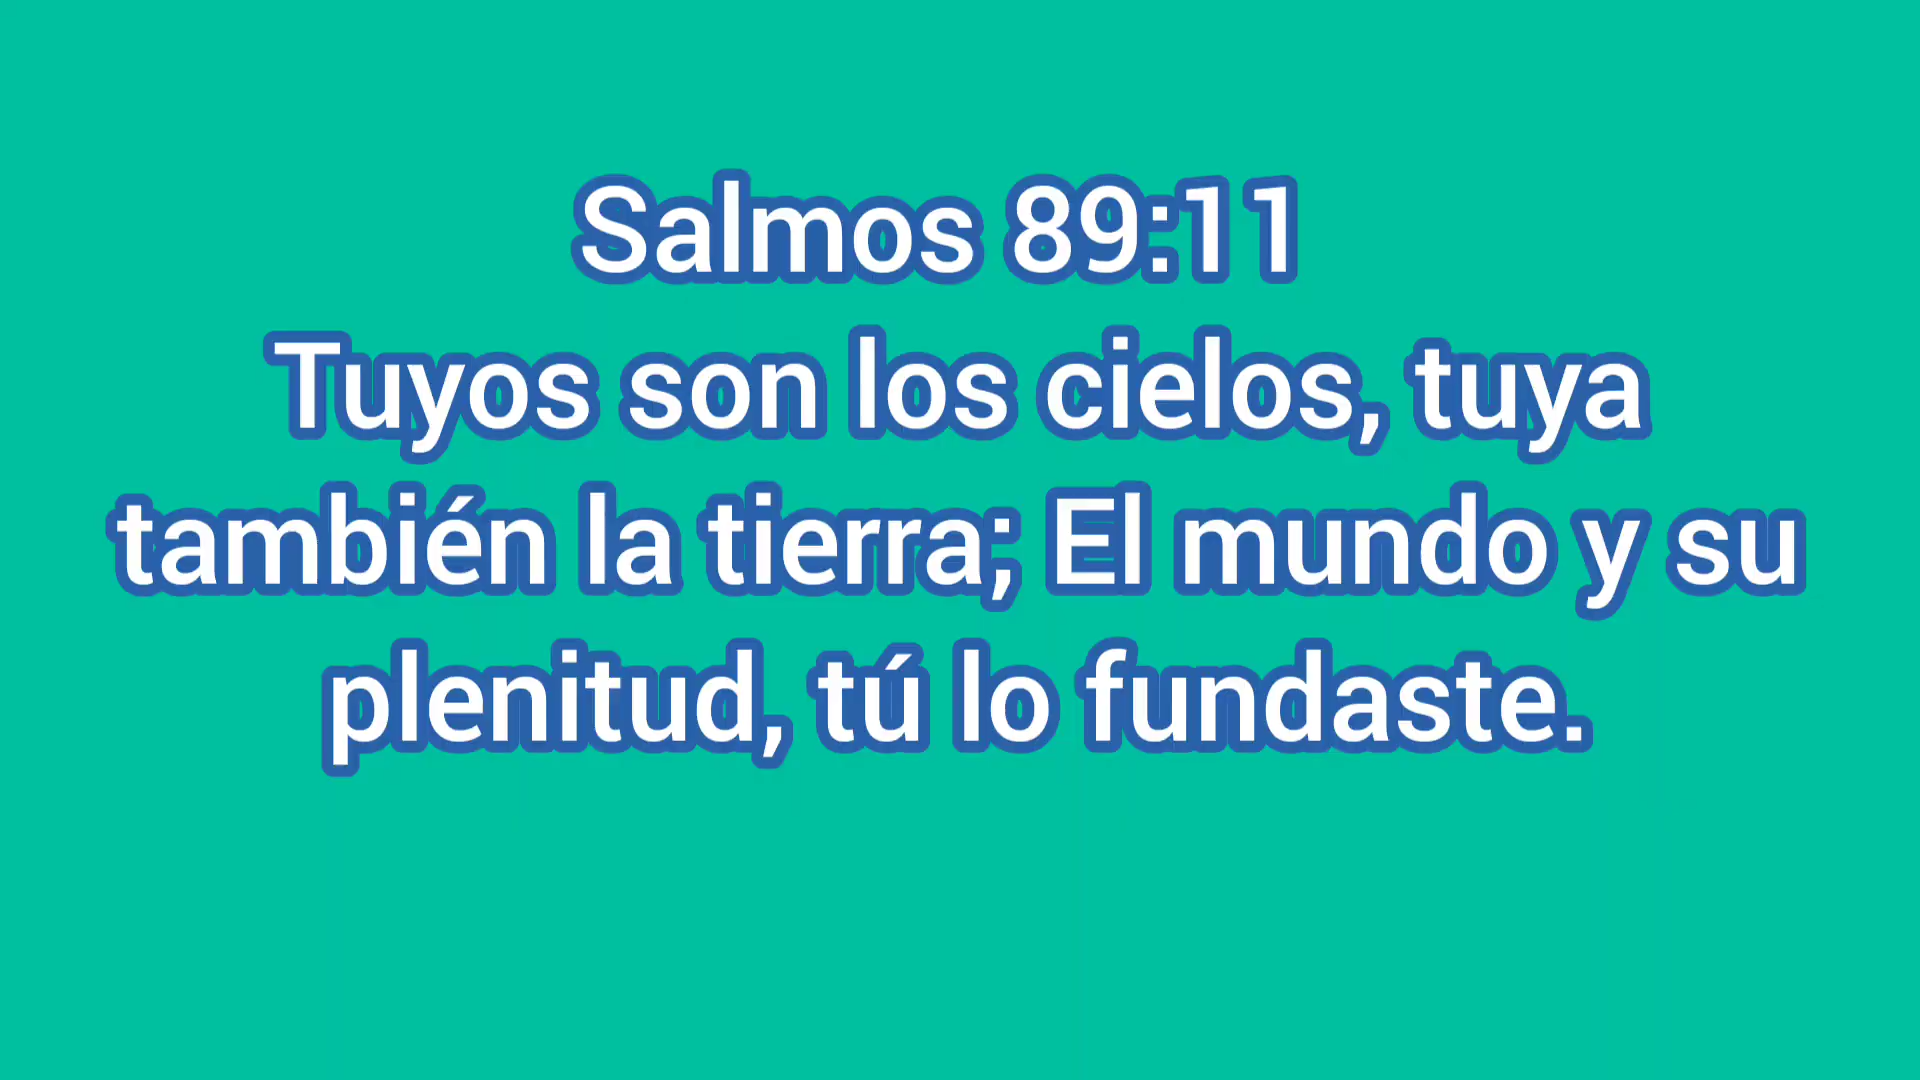 Salmos 89:11
Tuyos son los cielos, tuya
también la tierra; El mundo y su
plenitud, tú lo fundaste.